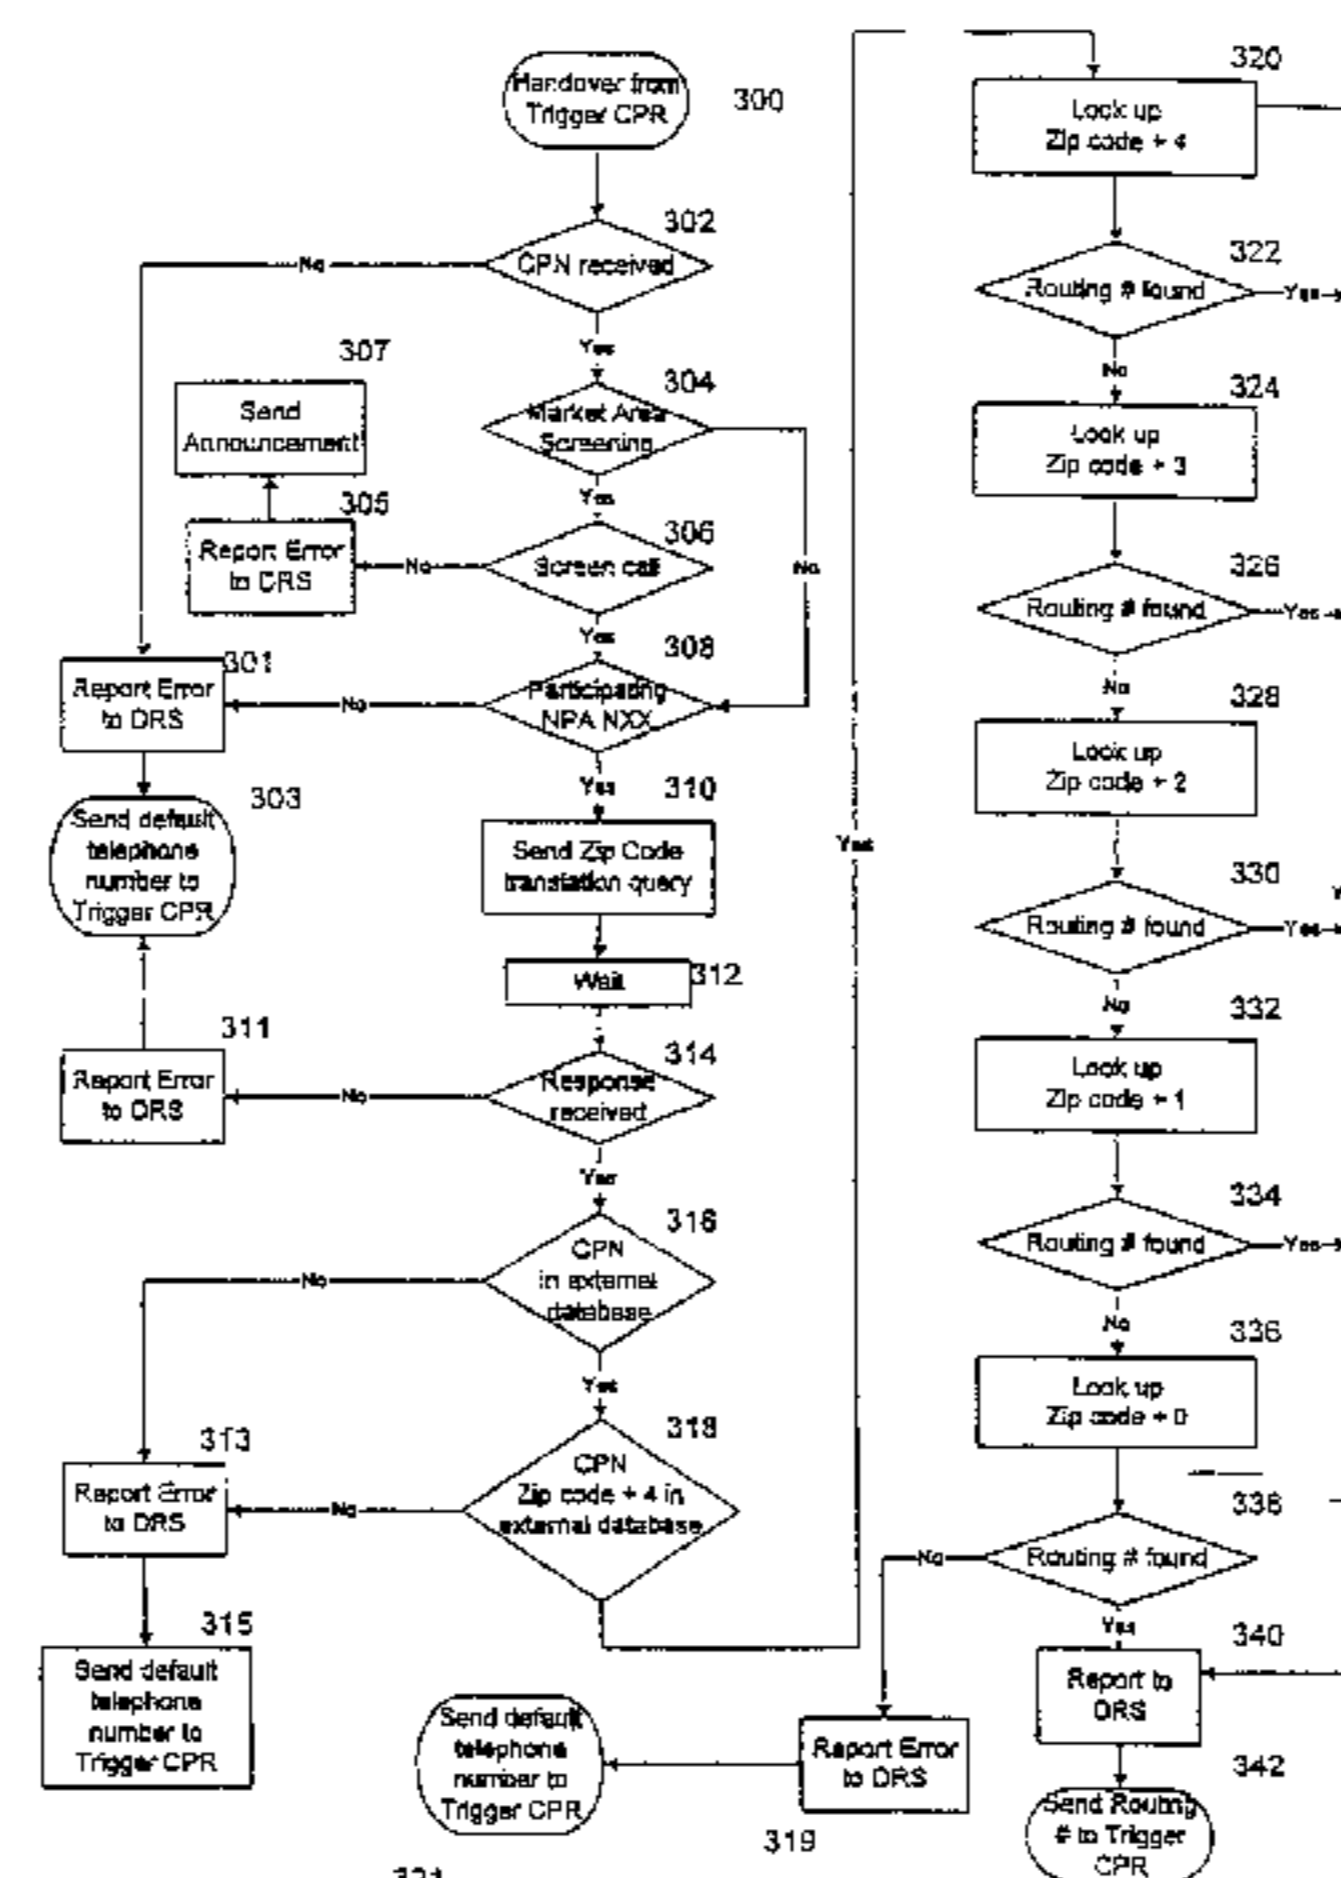 Handover from
Trigger CPR
300
302
CPN received
No
Yes
307
Send
Announcement
304
Market Area
Screening
No
Yes
305
Report Error
to DRS
306
Screen call
No
Yes
308
Participating
NPA NXX
No
Yes
301
Report Error
to DRS
303
Send default
telephone
number to
Trigger CPR
310
Send Zip Code
translation query
Wait
312
311
Report Error
to DRS
314
Response
received
No
Yes
316
CPN
in external
database
No
Yes
313
Report Error
to DRS
318
CPN
Zip code + 4 in
external database
No
Yes
315
Send default
telephone
number to
Trigger CPR
320
Look up
Zip code + 4
322
Routing # found
Yes
No
324
Look up
Zip code + 3
326
Routing # found
Yes
No
328
Look up
Zip code + 2
330
Routing # found
Yes
No
332
Look up
Zip code + 1
334
Routing # found
Yes
No
336
Look up
Zip code + 0
338
Routing # found
No
Yes
340
Report to
DRS
342
Send Routing
# to Trigger
CPR
Report Error
to DRS
319
Send default
telephone
number to
Trigger CPR
321